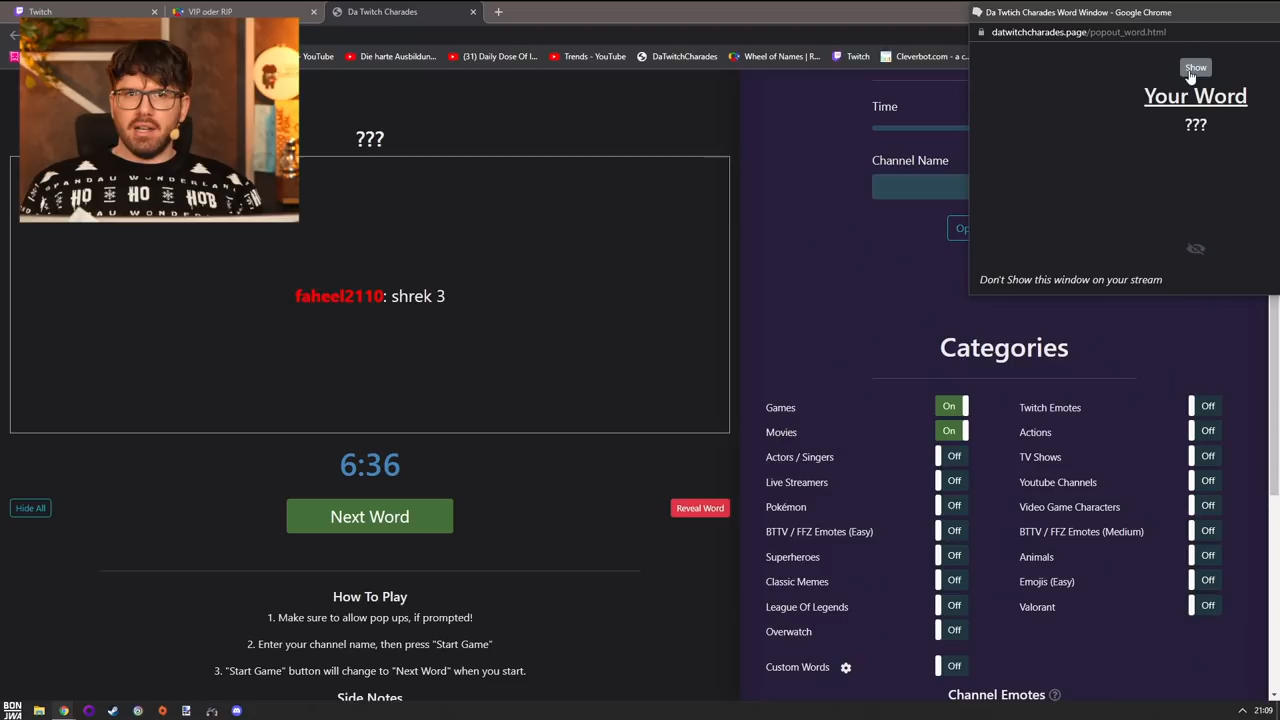 Twitch
VIP oder RIP
Da Twitch Charades
Da Twtich Charades Word Window - Google Chrome
datwitchcharades.page/popout_word.html
YouTube
Die harte Ausbildun...
(31) Daily Dose Of I...
Trends - YouTube
DaTwitchCharades
Wheel of Names | R...
Twitch
Cleverbot.com - a c...
Show
Your Word
???
Don't Show this window on your stream
HO
HO
HOB
???
faheel2110: shrek 3
6:36
Hide All
Next Word
Reveal Word
How To Play
1. Make sure to allow pop ups, if prompted!
2. Enter your channel name, then press "Start Game"
3. "Start Game" button will change to "Next Word" when you start.
Side Notes
Time
Channel Name
Op
Categories
Games On
Twitch Emotes Off
Movies On
Actions Off
Actors / Singers Off
TV Shows Off
Live Streamers Off
Youtube Channels Off
Pokémon Off
Video Game Characters Off
BTTV / FFZ Emotes (Easy) Off
BTTV / FFZ Emotes (Medium) Off
Superheroes Off
Animals Off
Classic Memes Off
Emojis (Easy) Off
League Of Legends Off
Valorant Off
Overwatch Off
Custom Words Off
Channel Emotes
BON
JWA
21:09